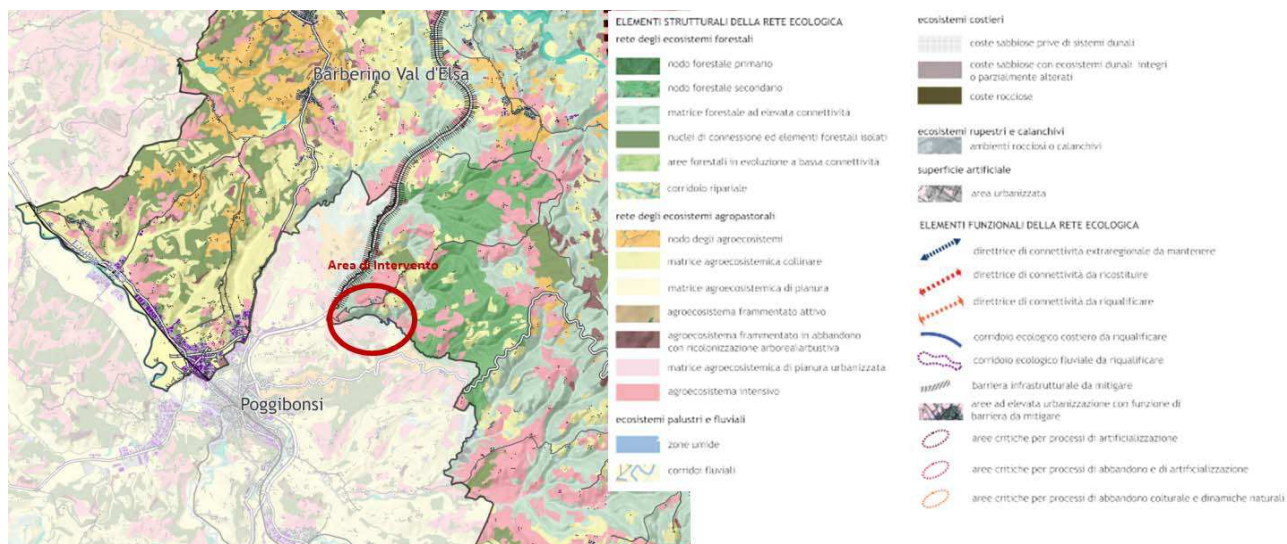 Barberino Val d'Elsa
Area di Intervento
Poggibonsi
ELEMENTI STRUTTURALI DELLA RETE ECOLOGICA
rete degli ecosistemi forestali
nodo forestale primario
nodo forestale secondario
matrice forestale ad elevata connettività
nuclei di connessione ed elementi forestali isolati
aree forestali in evoluzione a bassa connettività
corridoio ripariale
rete degli ecosistemi agropastorali
nodo degli agroecosistemi
matrice agroecosistemica collinare
matrice agroecosistemica di pianura
agroecosistema frammentato attivo
agroecosistema frammentato in abbandono
con ricolonizzazione arborea/arbustiva
matrice agroecosistemica di pianura urbanizzata
agroecosistema intensivo
ecosistemi palustri e fluviali
zone umide
corridoi fluviali
ecosistemi costieri
coste sabbiose prive di sistemi dunali
coste sabbiose con ecosistemi dunali integri
o parzialmente alterati
coste rocciose
ecosistemi rupestri e calanchivi
ambienti rocciosi o calanchivi
superficie artificiale
area urbanizzata
ELEMENTI FUNZIONALI DELLA RETE ECOLOGICA
direttrice di connettività extraregionale da mantenere
direttrice di connettività da ricostituire
direttrice di connettività da riqualificare
corridoio ecologico costiero da riqualificare
corridoio ecologico fluviale da riqualificare
barriera infrastrutturale da mitigare
aree ad elevata urbanizzazione con funzione di
barriera da mitigare
aree critiche per processi di artificializzazione
aree critiche per processi di abbandono e di artificializzazione
aree critiche per processi di abbandono colturale e dinamiche naturali